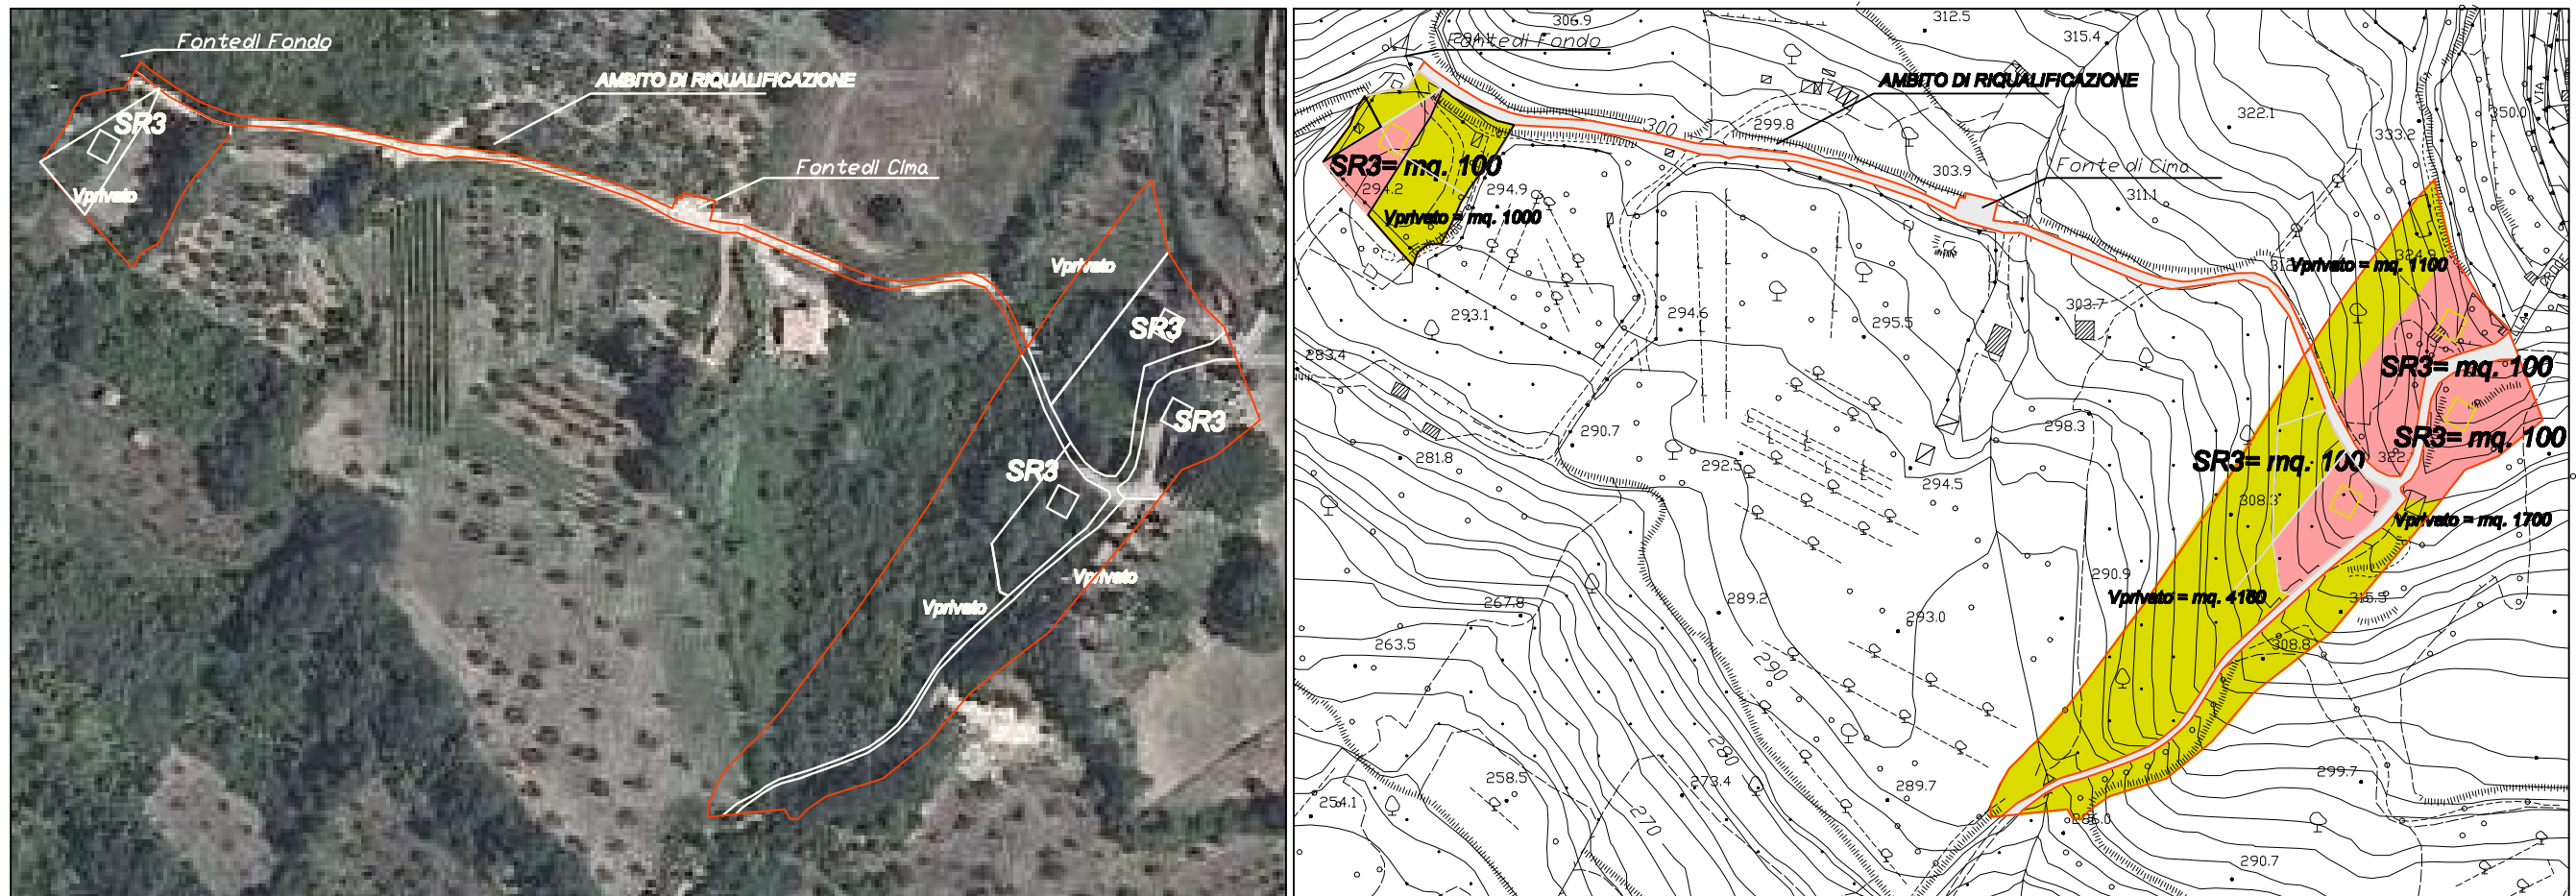 Fontedi Fondo
AMBITO DI RIQUALIFICAZIONE
SR3
Vprivato
Fontedi CIma
Vprivato
SR3
SR3
SR3
Vprivato
Vprivato
306.9
312.5
315.4
Fontedi Fondo
AMBITO DI RIQUALIFICAZIONE
VIA
322.1
350.0
333.2
300
299.8
SR3= mq. 100
294.2
294.9
303.9
Fonte di Cima
311.1
Vprivato = mq. 1000
324.9
Vprivato = mq. 1100
293.1
294.6
295.5
303.7
283.4
SR3= mq. 100
290.7
298.3
SR3= mq. 100
281.8
292.5
SR3= mq. 100
294.5
308.3
Vprivato = mq. 1700
290.9
267.8
289.2
293.0
Vprivato = mq. 4160
315.5
263.5
308.8
290
280
258.5
273.4
289.7
299.7
254.1
270
286.0
290.7